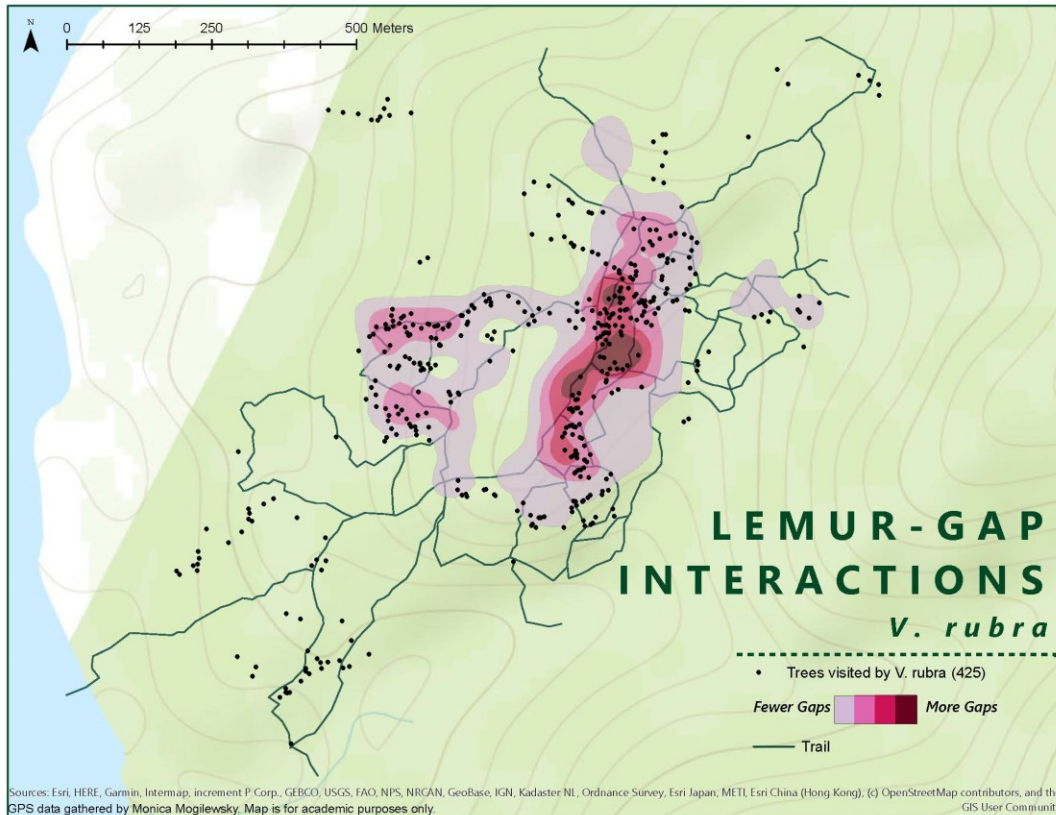 N
0 125 250 500 Meters
LEMUR-GAP
INTERACTIONS
V. rubra
Trees visited by V. rubra (425)
Fewer Gaps More Gaps
Trail
Sources: Esri, HERE, Garmin, Intermap, increment P Corp., GEBCO, USGS, FAO, NPS, NRCAN, GeoBase, IGN, Kadaster NL, Ordnance Survey, Esri Japan, METI, Esri China (Hong Kong), (c) OpenStreetMap contributors, and the
GPS data gathered by Monica Mogilewsky. Map is for academic purposes only. GIS User Communit